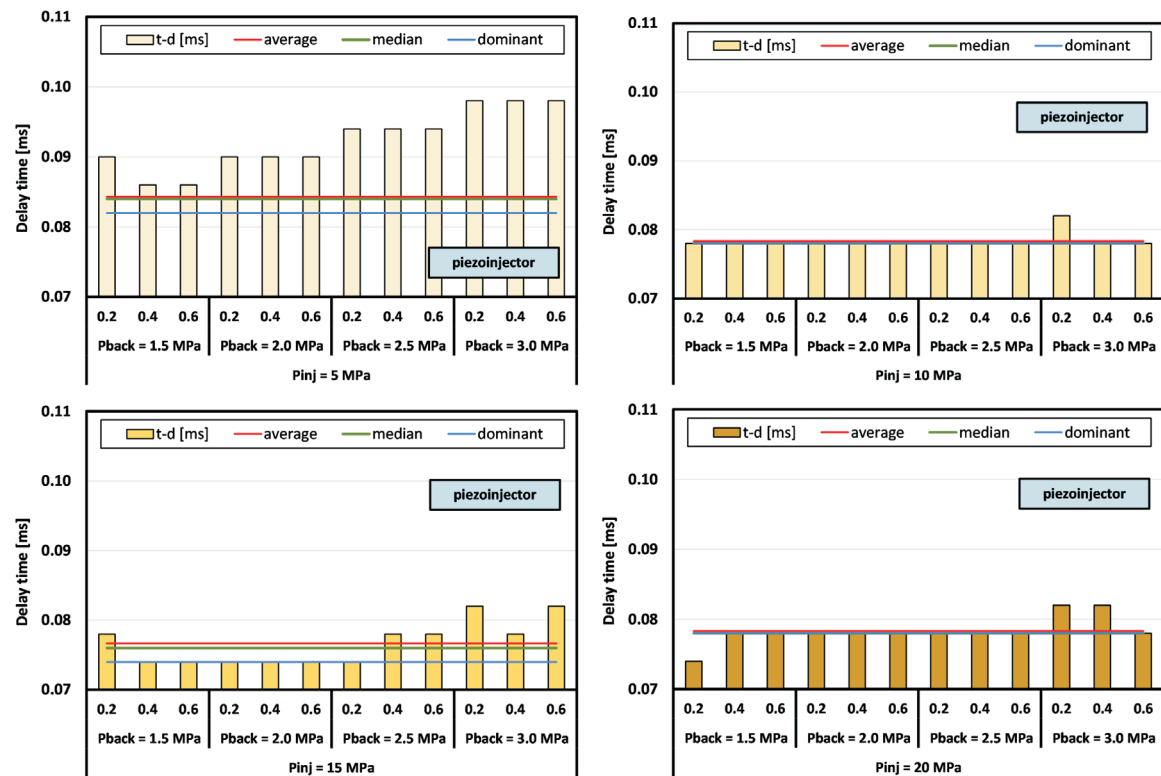 0.11
t-d [ms] average median dominant
0.10
0.09
0.08
0.07
Delay time [ms]
piezoinjector
0.2 0.4 0.6 0.2 0.4 0.6 0.2 0.4 0.6 0.2 0.4 0.6
Pback = 1.5 MPa Pback = 2.0 MPa Pback = 2.5 MPa Pback = 3.0 MPa
Pinj = 5 MPa
0.11
t-d [ms] average median dominant
0.10
piezoinjector
0.09
0.08
0.07
Delay time [ms]
0.2 0.4 0.6 0.2 0.4 0.6 0.2 0.4 0.6 0.2 0.4 0.6
Pback = 1.5 MPa Pback = 2.0 MPa Pback = 2.5 MPa Pback = 3.0 MPa
Pinj = 10 MPa
0.11
t-d [ms] average median dominant
0.10
piezoinjector
0.09
0.08
0.07
Delay time [ms]
0.2 0.4 0.6 0.2 0.4 0.6 0.2 0.4 0.6 0.2 0.4 0.6
Pback = 1.5 MPa Pback = 2.0 MPa Pback = 2.5 MPa Pback = 3.0 MPa
Pinj = 15 MPa
0.11
t-d [ms] average median dominant
0.10
piezoinjector
0.09
0.08
0.07
Delay time [ms]
0.2 0.4 0.6 0.2 0.4 0.6 0.2 0.4 0.6 0.2 0.4 0.6
Pback = 1.5 MPa Pback = 2.0 MPa Pback = 2.5 MPa Pback = 3.0 MPa
Pinj = 20 MPa